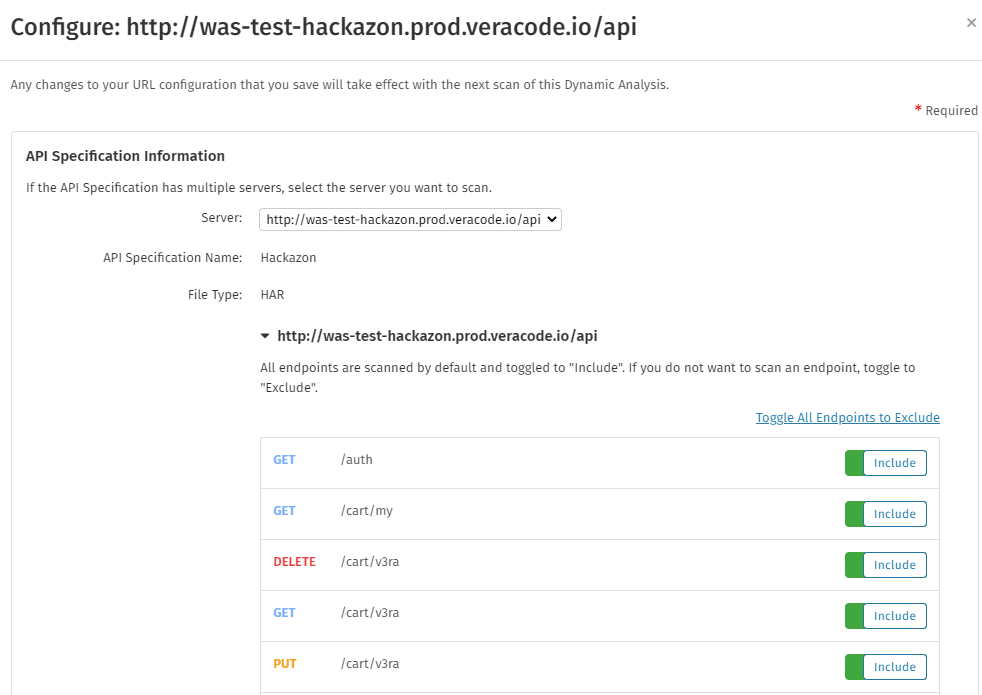 Configure: http://was-test-hackazon.prod.veracode.io/api
×
Any changes to your URL configuration that you save will take effect with the next scan of this Dynamic Analysis.
* Required
API Specification Information
If the API Specification has multiple servers, select the server you want to scan.
Server: http://was-test-hackazon.prod.veracode.io/api
API Specification Name: Hackazon
File Type: HAR
http://was-test-hackazon.prod.veracode.io/api
All endpoints are scanned by default and toggled to "Include". If you do not want to scan an endpoint, toggle to
"Exclude".
Toggle All Endpoints to Exclude
GET /auth Include
GET /cart/my Include
DELETE /cart/v3ra Include
GET /cart/v3ra Include
PUT /cart/v3ra Include